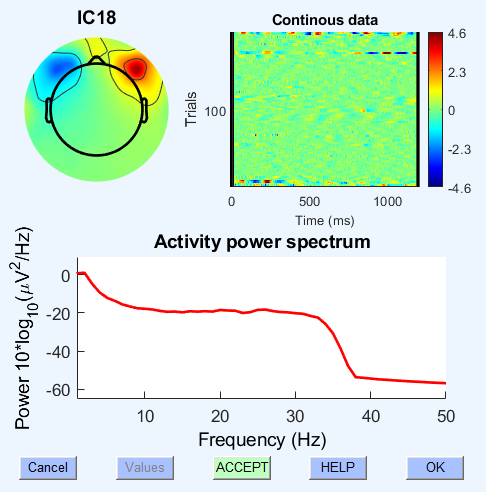 IC18
Continous data
Trials
100
4.6
2.3
0
-2.3
-4.6
0 500 1000
Time (ms)
Activity power spectrum
Power 10*log10(μV2/Hz)
0
-20
-40
-60
10 20 30 40 50
Frequency (Hz)
Cancel Values ACCEPT HELP OK